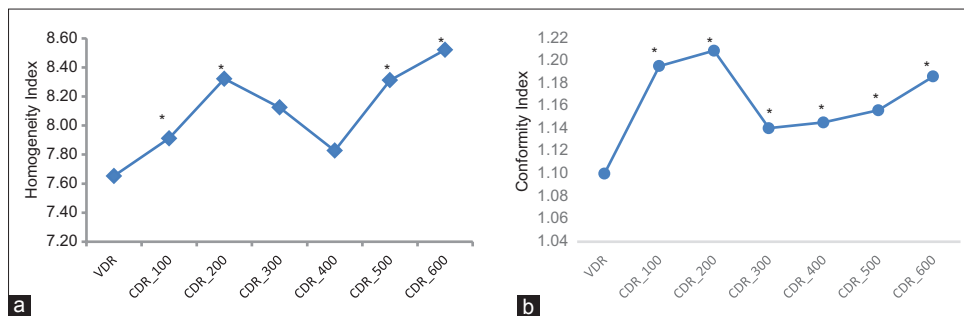 8.60
8.40
8.20
8.00
7.80
7.60
7.40
7.20
Homogeneity Index
*
*
*
*
VDR
CDR_100
CDR_200
CDR_300
CDR_400
CDR_500
CDR_600
a
1.22
1.20
1.18
1.16
1.14
1.12
1.10
1.08
1.06
1.04
Conformity Index
*
*
*
*
*
*
VDR
CDR_100
CDR_200
CDR_300
CDR_400
CDR_500
CDR_600
b